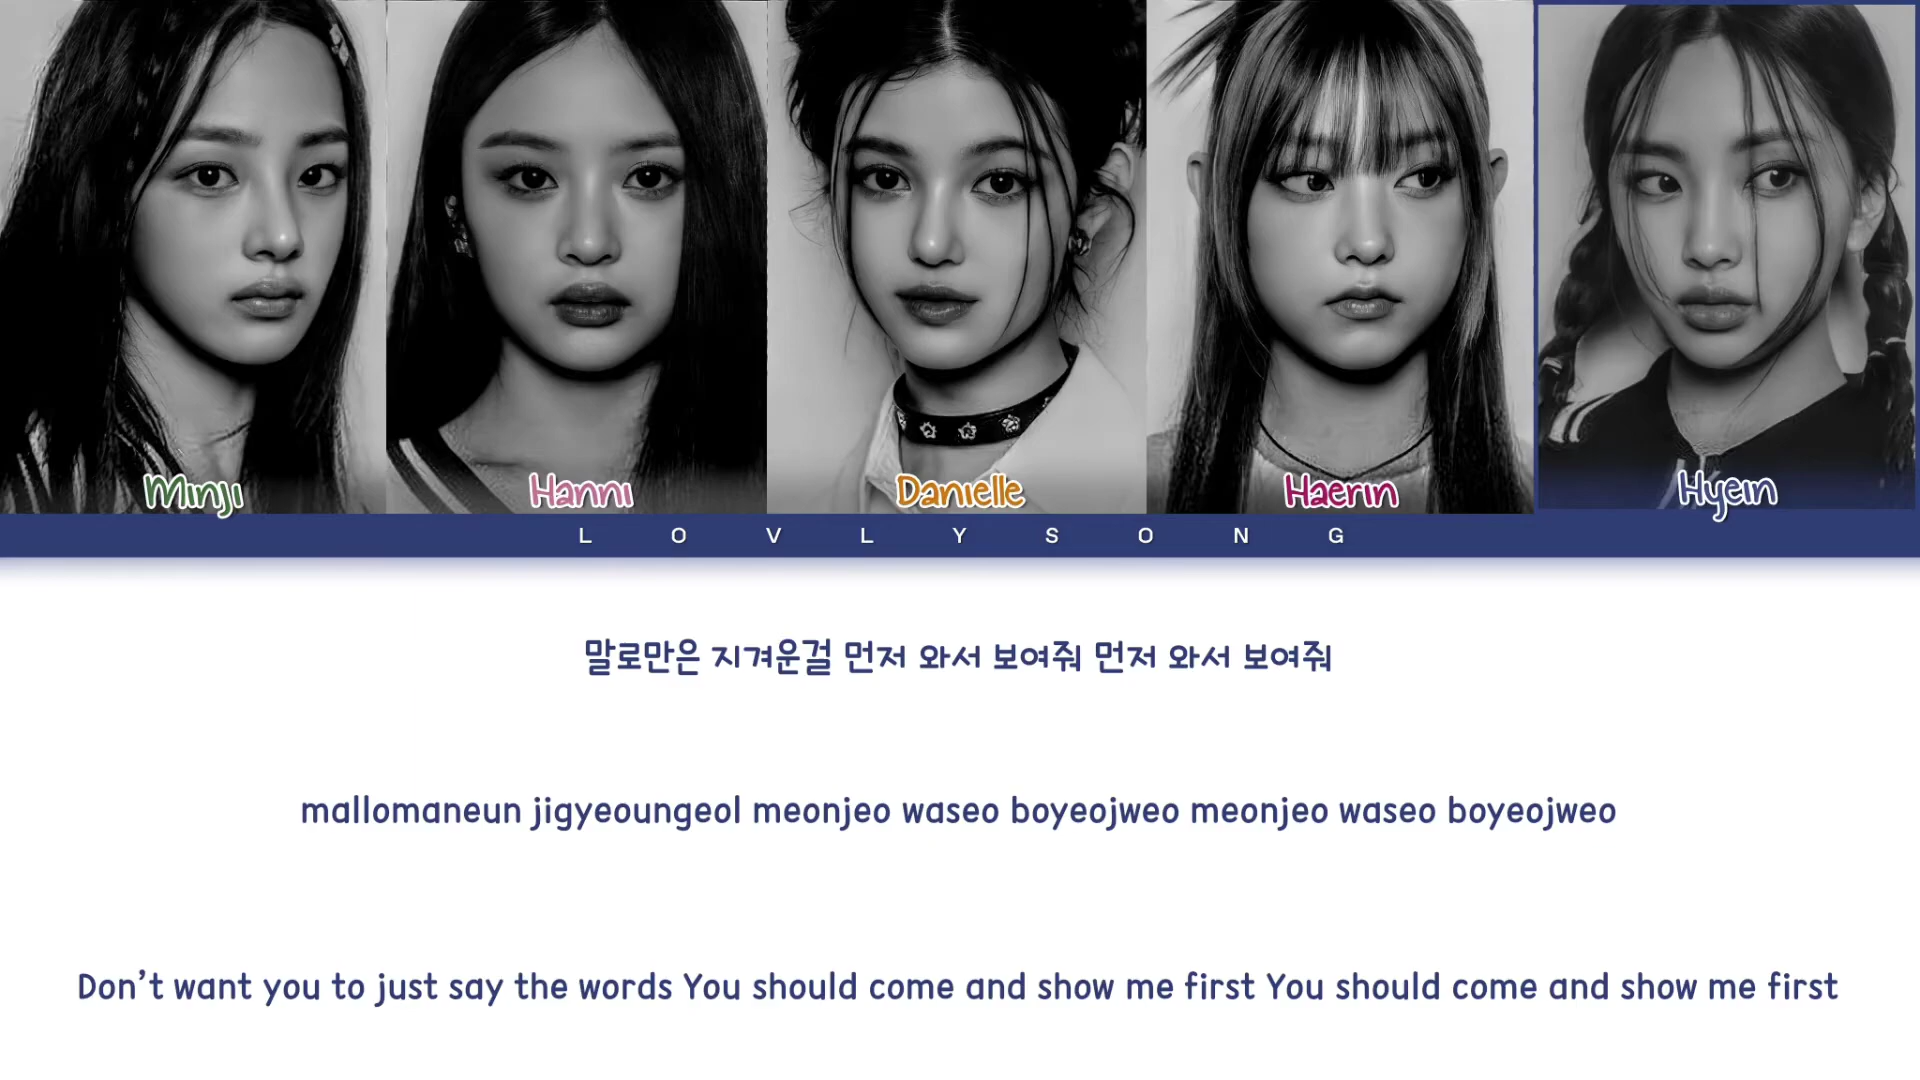 Minji Hanni Danielle Haerin Hyein
LOVLYSONG
말로만은 지겨운걸 먼저 와서 보여줘 먼저 와서 보여줘
mallomaneun jigyeoungeol meonjeo waseo boyeojweo meonjeo waseo boyeojweo
Don't want you to just say the words You should come and show me first You should come and show me first